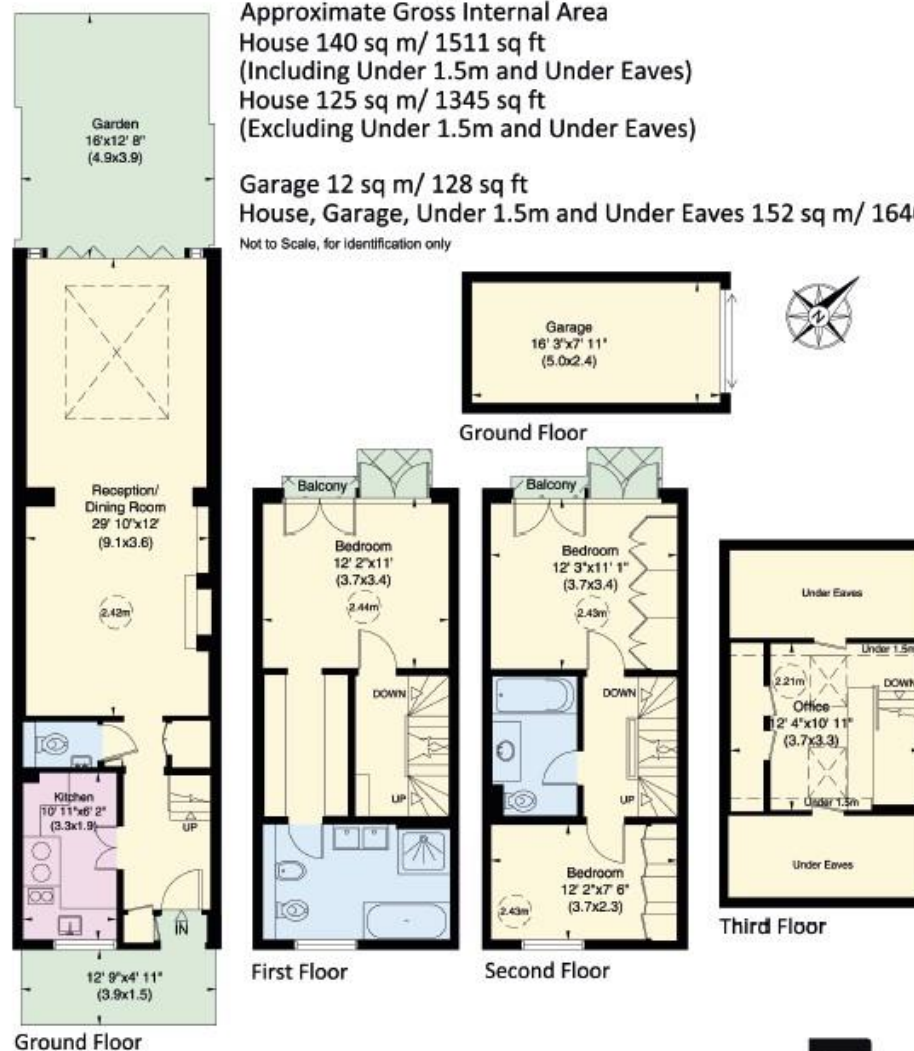 Approximate Gross Internal Area
House 140 sq m/ 1511 sq ft
(Including Under 1.5m and Under Eaves)
House 125 sq m/ 1345 sq ft
(Excluding Under 1.5m and Under Eaves)
Garage 12 sq m/ 128 sq ft
House, Garage, Under 1.5m and Under Eaves 152 sq m/ 164
Not to Scale, for identification only
Garden
16'x12' 8"
(4.9x3.9)
Reception/
Dining Room
29' 10"x12'
(9.1x3.6)
2.42m
Kitchen
10' 11"x6' 2"
(3.3x1.9)
UP
IN
12' 9"x4' 11"
(3.9x1.5)
Ground Floor
Garage
16' 3"x7' 11"
(5.0x2.4)
Ground Floor
N
Balcony
Bedroom
12' 2"x11'
(3.7x3.4)
2.44m
DOWN
UP
First Floor
Balcony
Bedroom
12' 3"x11' 1"
(3.7x3.4)
2.43m
DOWN
UP
Bedroom
12' 2"x7' 6"
(3.7x2.3)
2.43m
Second Floor
Under Eaves
Under 1.5m
2.21m
DOWN
Office
12' 4"x10' 11"
(3.7x3.3)
Under 1.5m
Under Eaves
Third Floor